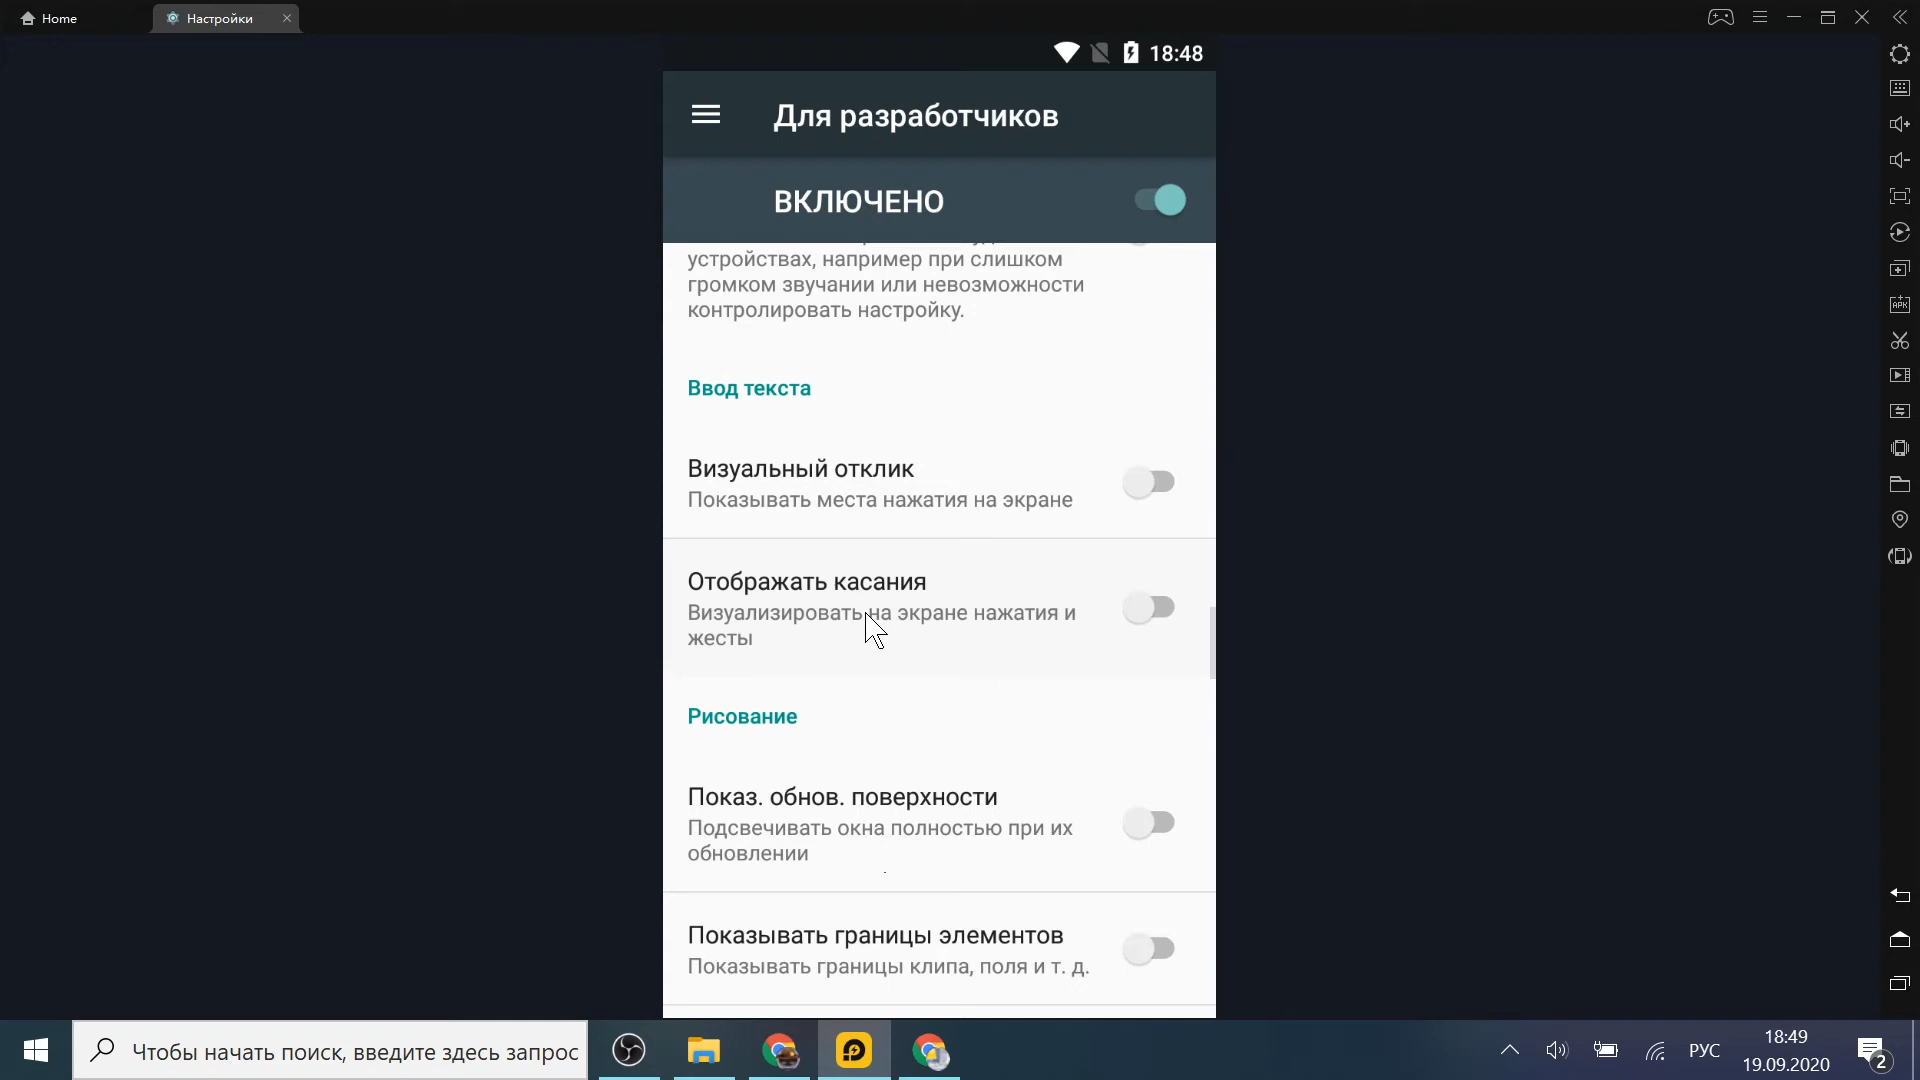 Home
Настройки
18:48
Для разработчиков
ВКЛЮЧЕНО
устройствах, например при слишком
громком звучании или невозможности
контролировать настройку.
Ввод текста
Визуальный отклик
Показывать места нажатия на экране
Отображать касания
Визуализировать на экране нажатия и
жесты
Рисование
Показ. обнов. поверхности
Подсвечивать окна полностью при их
обновлении
Показывать границы элементов
Показывать границы клипа, поля и т. д.
APK
Чтобы начать поиск, введите здесь запрос
РУС
18:49
19.09.2020
2